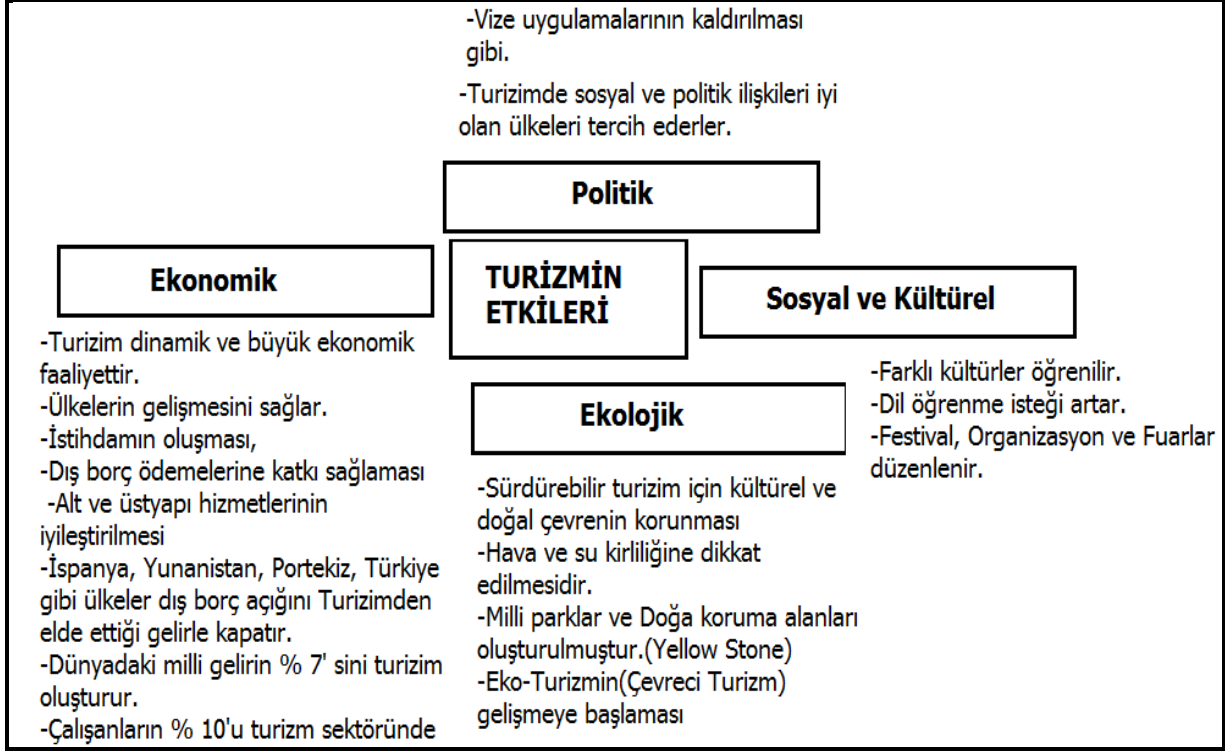 -Vize uygulamalarının kaldırılması
gibi.
-Turizimde sosyal ve politik ilişkileri iyi
olan ülkeleri tercih ederler.
Politik
Ekonomik
TURİZMİN
ETKİLERİ
Sosyal ve Kültürel
-Turizim dinamik ve büyük ekonomik
faaliyettir.
-Ülkelerin gelişmesini sağlar.
-İstihdamın oluşması,
-Dış borç ödemelerine katkı sağlaması
-Alt ve üstyapı hizmetlerinin
iyileştirilmesi
-İspanya, Yunanistan, Portekiz, Türkiye
gibi ülkeler dış borç açığını Turizimden
elde ettiği gelirle kapatır.
-Dünyadaki milli gelirin % 7' sini turizim
oluşturur.
-Çalışanların % 10'u turizm sektöründe
Ekolojik
-Sürdürebilir turizim için kültürel ve
doğal çevrenin korunması
-Hava ve su kirliliğine dikkat
edilmesidir.
-Milli parklar ve Doğa koruma alanları
oluşturulmuştur.(Yellow Stone)
-Eko-Turizmin(Çevreci Turizm)
gelişmeye başlaması
-Farklı kültürler öğrenilir.
-Dil öğrenme isteği artar.
-Festival, Organizasyon ve Fuarlar
düzenlenir.